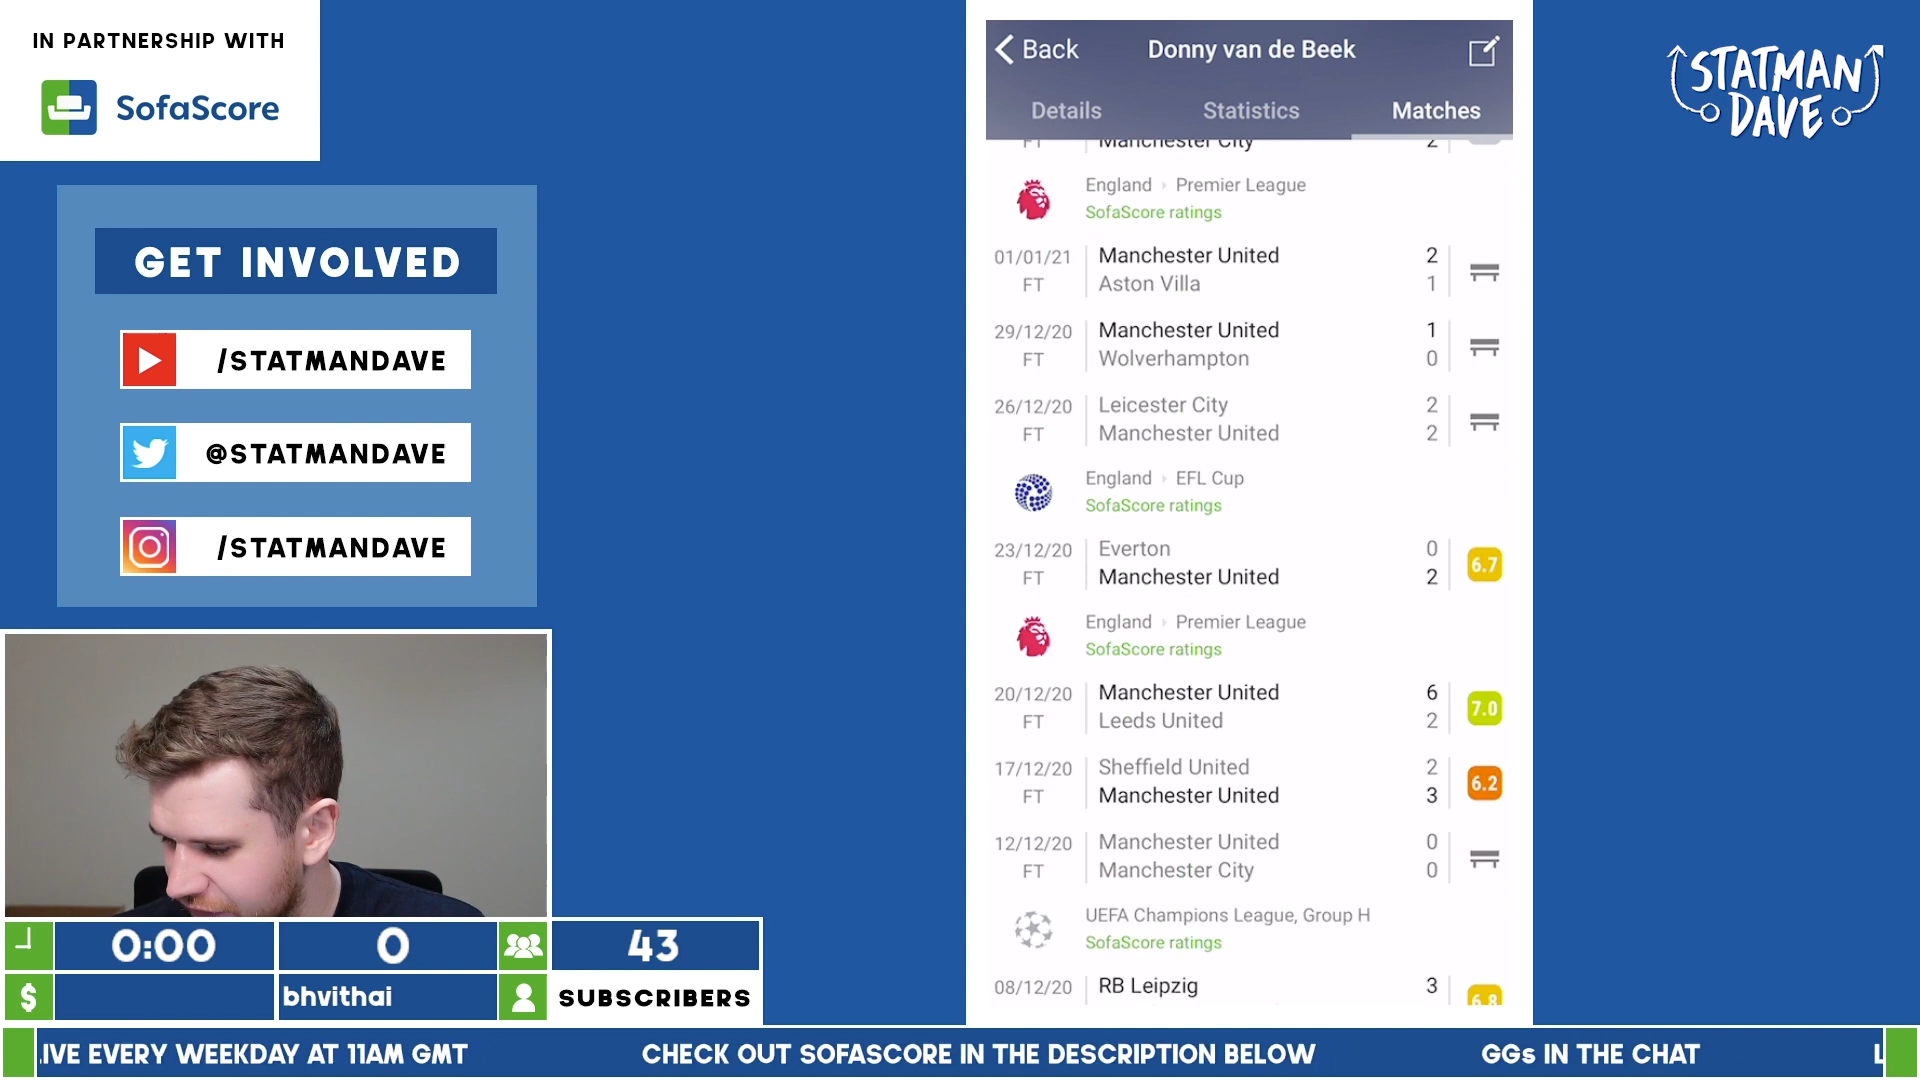 IN PARTNERSHIP WITH
SofaScore
GET INVOLVED
/STATMANDAVE
@STATMANDAVE
/STATMANDAVE
0:00
0
43
$
bhvithai
SUBSCRIBERS
Back
Donny van de Beek
Details
Statistics
Matches
FT
Manchester City
2
England › Premier League
SofaScore ratings
01/01/21
FT
Manchester United 2
Aston Villa 1
29/12/20
FT
Manchester United 1
Wolverhampton 0
26/12/20
FT
Leicester City 2
Manchester United 2
England › EFL Cup
SofaScore ratings
23/12/20
FT
Everton 0
Manchester United 2
6.7
England › Premier League
SofaScore ratings
20/12/20
FT
Manchester United 6
Leeds United 2
7.0
17/12/20
FT
Sheffield United 2
Manchester United 3
6.2
12/12/20
FT
Manchester United 0
Manchester City 0
UEFA Champions League, Group H
SofaScore ratings
08/12/20
RB Leipzig 3
6.8
STATMAN
DAVE
IVE EVERY WEEKDAY AT 11AM GMT CHECK OUT SOFASCORE IN THE DESCRIPTION BELOW GGs IN THE CHAT L